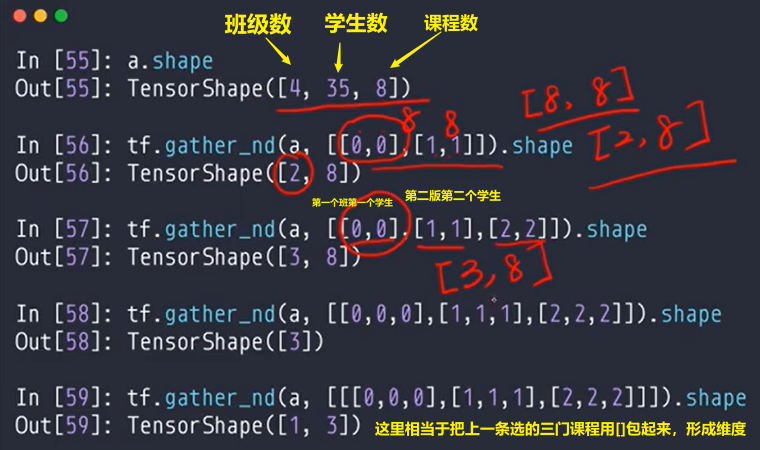 班级数 学生数 课程数
In [55]: a.shape
Out[55]: TensorShape([4, 35, 8])
[8, 8]
8 8
In [56]: tf.gather_nd(a, [[0,0],[1,1]]).shape
[2, 8]
Out[56]: TensorShape([2, 8])
第一个班第一个学生 第二版第二个学生
In [57]: tf.gather_nd(a, [[0,0],[1,1],[2,2]]).shape
Out[57]: TensorShape([3, 8])
[3, 8]
In [58]: tf.gather_nd(a, [[0,0,0],[1,1,1],[2,2,2]]).shape
Out[58]: TensorShape([3])
In [59]: tf.gather_nd(a, [[[0,0,0],[1,1,1],[2,2,2]]]).shape
Out[59]: TensorShape([1, 3]) 这里相当于把上一条选的三门课程用[]包起来，形成维度